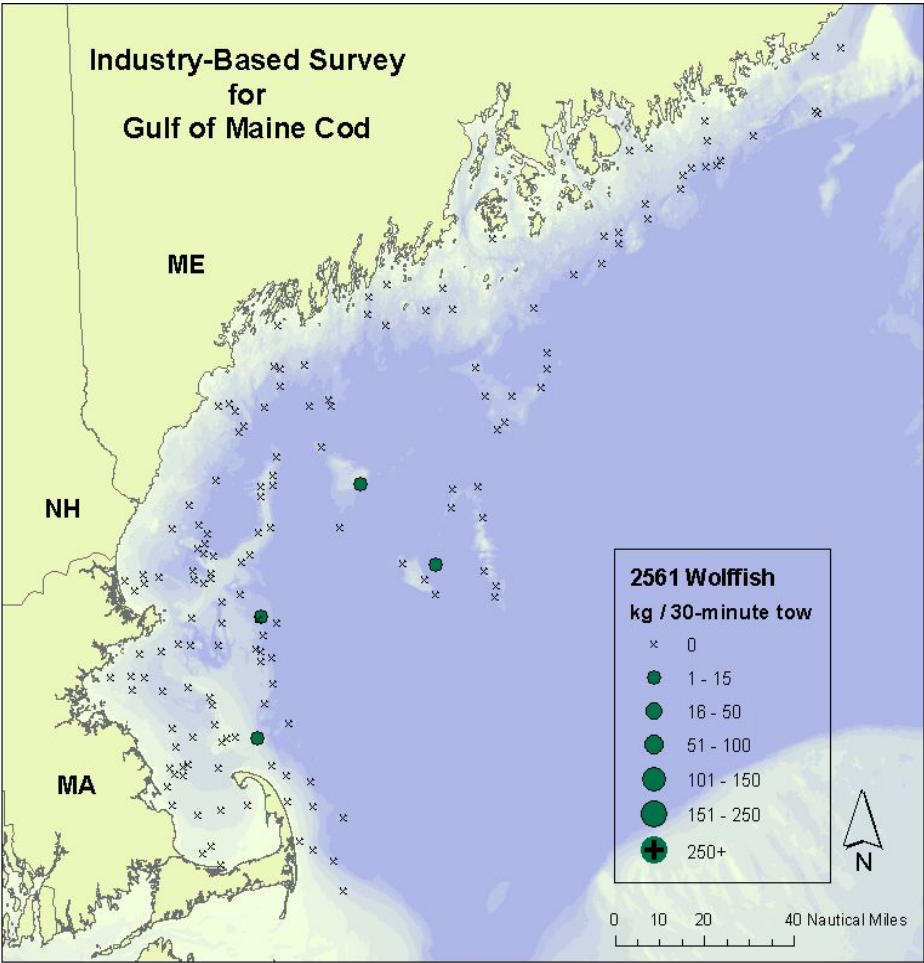 Industry-Based Survey
for
Gulf of Maine Cod
ME
NH
MA
2561 Wolffish
kg / 30-minute tow
0
1 - 15
16 - 50
51 - 100
101 - 150
151 - 250
250+
N
0 10 20 40 Nautical Miles